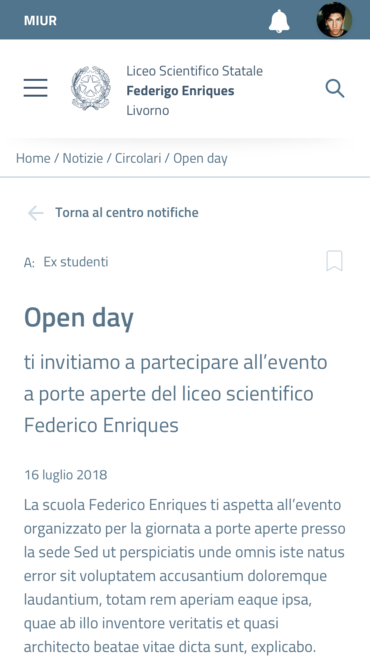 MIUR
Liceo Scientifico Statale
Federigo Enriques
Livorno
Home / Notizie / Circolari / Open day
Torna al centro notifiche
A: Ex studenti
Open day
ti invitiamo a partecipare all’evento
a porte aperte del liceo scientifico
Federico Enriques
16 luglio 2018
La scuola Federico Enriques ti aspetta all’evento
organizzato per la giornata a porte aperte presso
la sede Sed ut perspiciatis unde omnis iste natus
error sit voluptatem accusantium doloremque
laudantium, totam rem aperiam eaque ipsa,
quae ab illo inventore veritatis et quasi
architecto beatae vitae dicta sunt, explicabo.